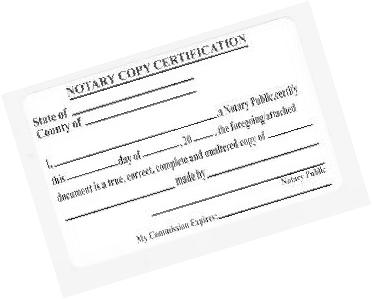 NOTARY COPY CERTIFICATION
State of
County of
I, , a Notary Public, certify
this day of , 20 , the foregoing/attached
document is a true, correct, complete and unaltered copy of
made by
Notary Public
My Commission Expires: